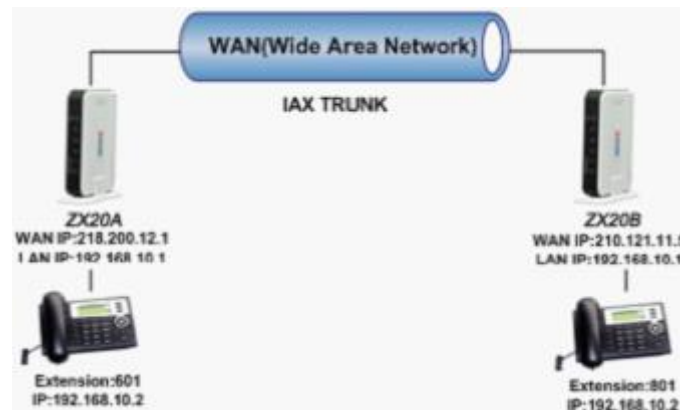 WAN(Wide Area Network)
IAX TRUNK
ZX20A
WAN IP:218.200.12.1
LAN IP:192.168.10.1
Extension:601
IP:192.168.10.2
ZX20B
WAN IP:210.121.11.
LAN IP:192.168.10.1
Extension:801
IP:192.168.10.2